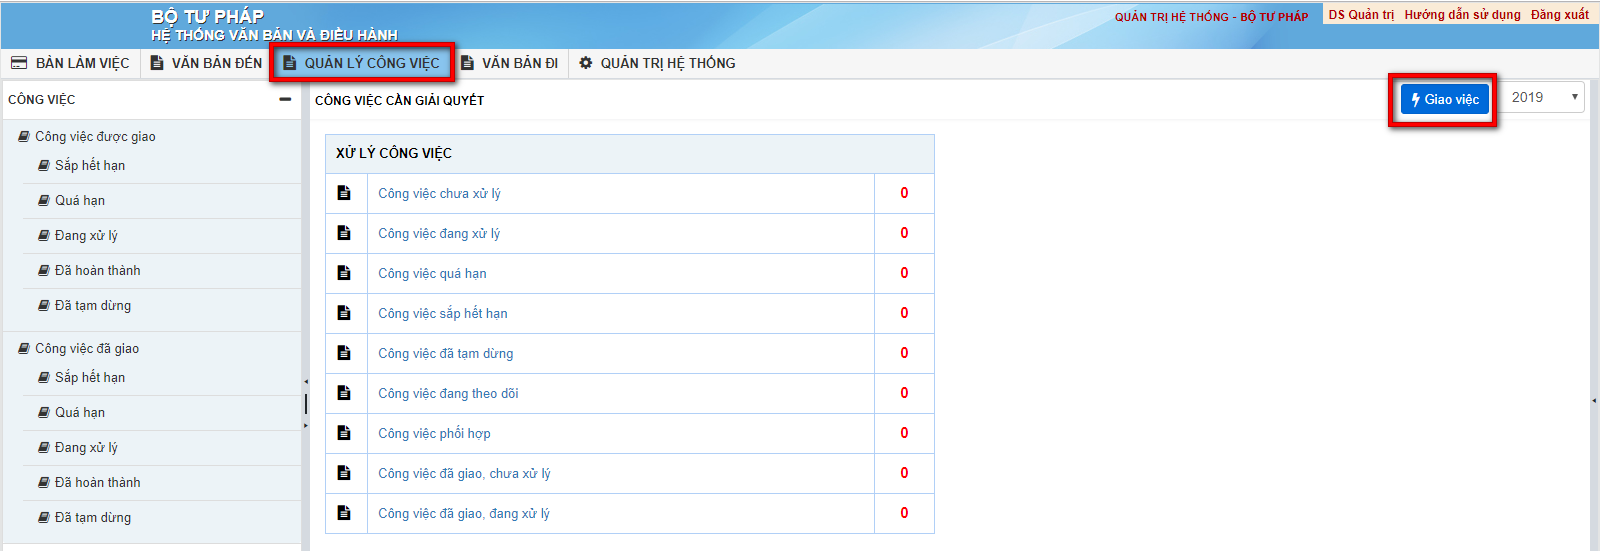 BỘ TƯ PHÁP
HỆ THỐNG VĂN BẢN VÀ ĐIỀU HÀNH
QUẢN TRỊ HỆ THỐNG - BỘ TƯ PHÁP
DS Quản trị Hướng dẫn sử dụng Đăng xuất
BÀN LÀM VIỆC VĂN BẢN ĐẾN QUẢN LÝ CÔNG VIỆC VĂN BẢN ĐI QUẢN TRỊ HỆ THỐNG
CÔNG VIỆC
Công việc được giao
Sắp hết hạn
Quá hạn
Đang xử lý
Đã hoàn thành
Đã tạm dừng
Công việc đã giao
Sắp hết hạn
Quá hạn
Đang xử lý
Đã hoàn thành
Đã tạm dừng
CÔNG VIỆC CẦN GIẢI QUYẾT
Giao việc 2019
XỬ LÝ CÔNG VIỆC
Công việc chưa xử lý 0
Công việc đang xử lý 0
Công việc quá hạn 0
Công việc sắp hết hạn 0
Công việc đã tạm dừng 0
Công việc đang theo dõi 0
Công việc phối hợp 0
Công việc đã giao, chưa xử lý 0
Công việc đã giao, đang xử lý 0